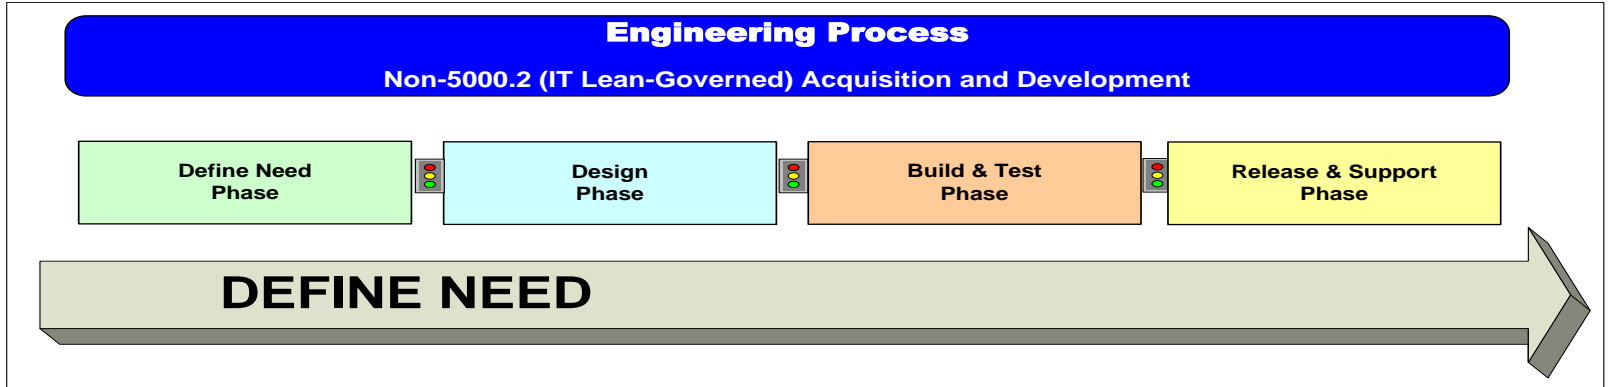 Engineering Process
Non-5000.2 (IT Lean-Governed) Acquisition and Development
Define Need
Phase
Design
Phase
Build & Test
Phase
Release & Support
Phase
DEFINE NEED